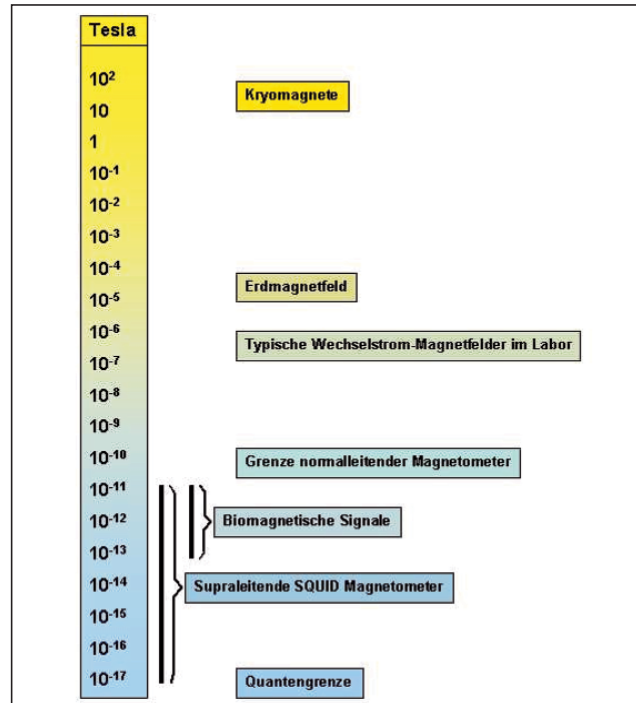 Tesla
10²
10
1
10⁻¹
10⁻²
10⁻³
10⁻⁴
10⁻⁵
10⁻⁶
10⁻⁷
10⁻⁸
10⁻⁹
10⁻¹⁰
10⁻¹¹
10⁻¹²
10⁻¹³
10⁻¹⁴
10⁻¹⁵
10⁻¹⁶
10⁻¹⁷
Kryomagnete
Erdmagnetfeld
Typische Wechselstrom-Magnetfelder im Labor
Grenze normalleitender Magnetometer
Biomagnetische Signale
Supraleitende SQUID Magnetometer
Quantengrenze